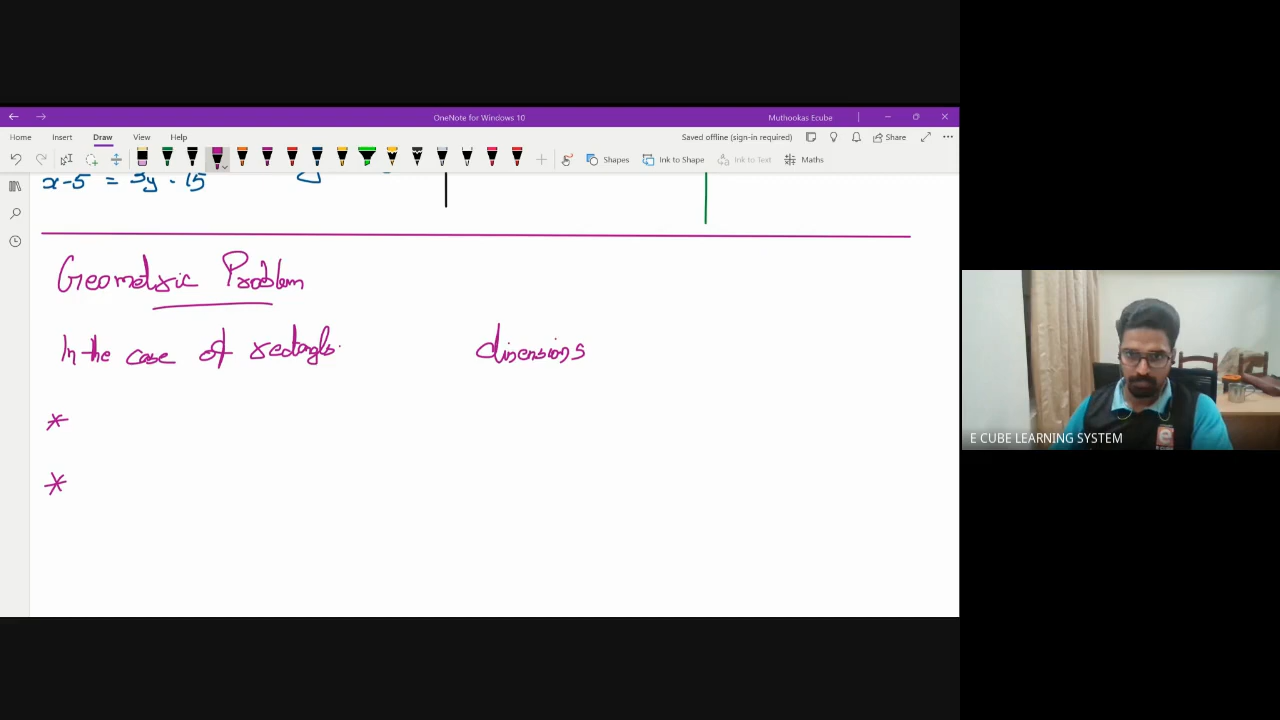 OneNote for Windows 10
Muthookas Ecube
Home Insert Draw View Help
Saved offline (sign-in required)
Share
Shapes
Ink to Shape
Ink to Text
Maths
x-5 = 3y-15
Geometric Problem
In the case of rectangle.
dimensions
*
*
E CUBE LEARNING SYSTEM